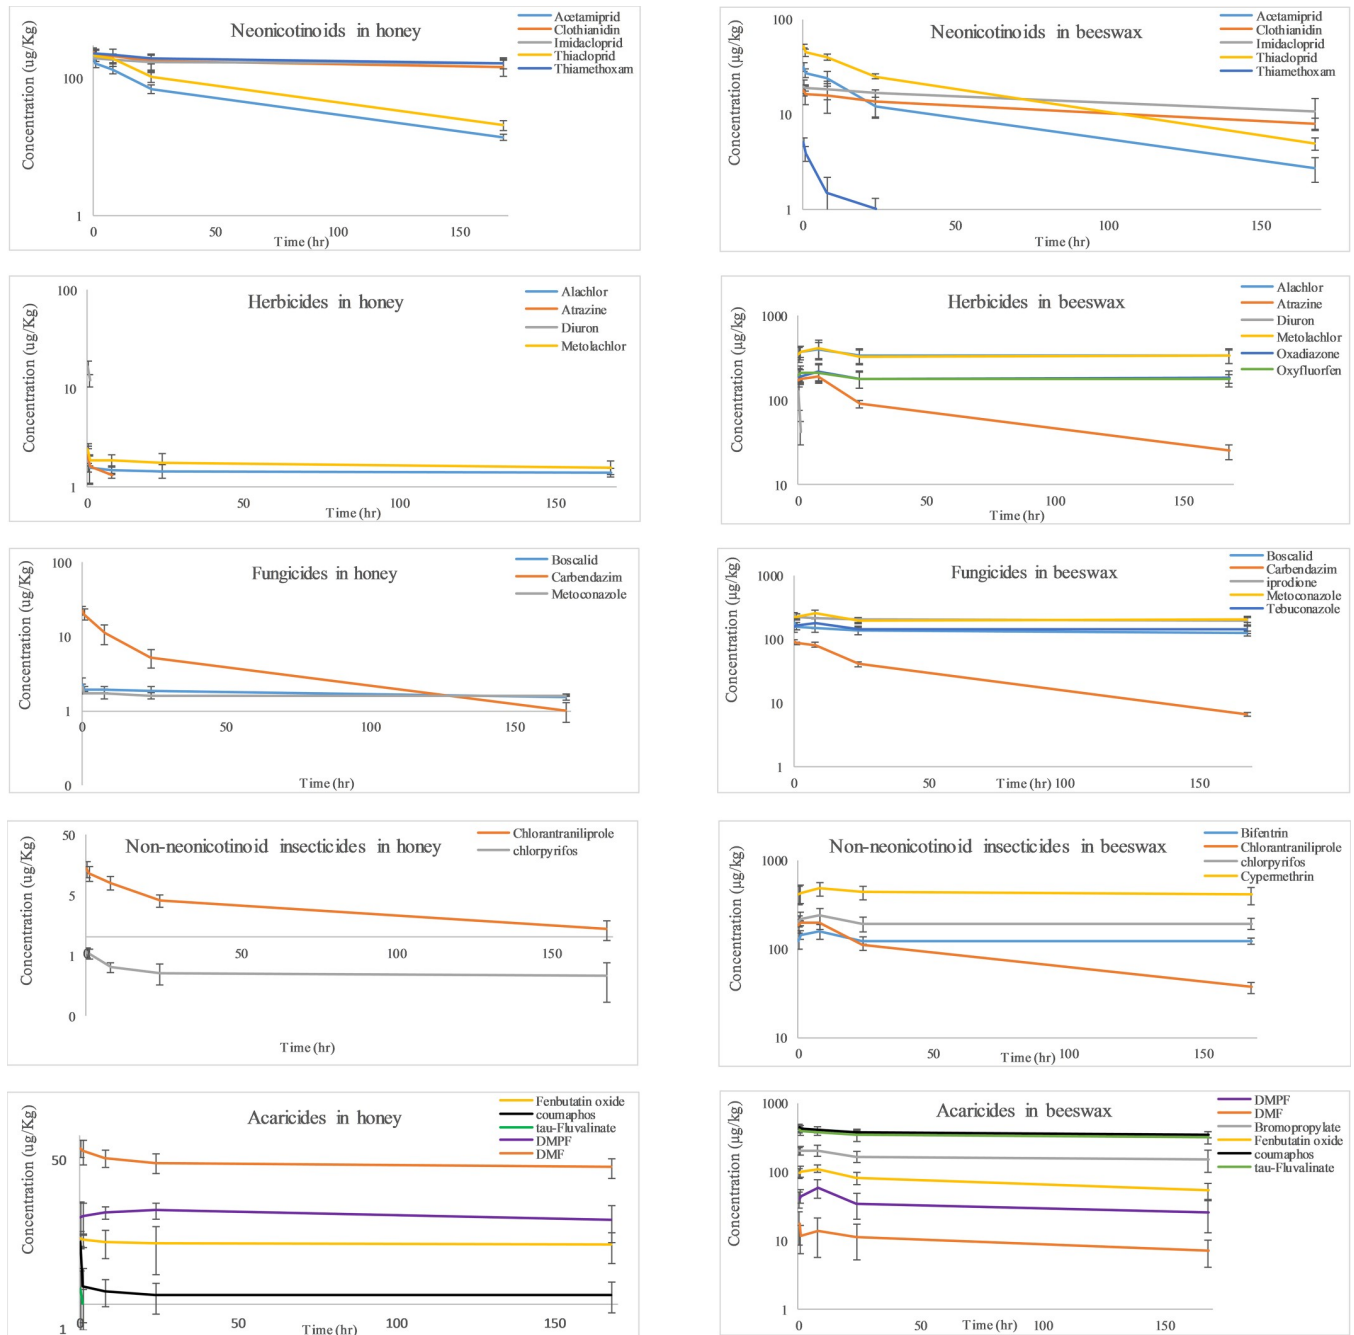 Neonicotinoids in honey
Acetamiprid
Clothianidin
Imidacloprid
Thiacloprid
Thiamethoxam
Concentration (ug/Kg)
100
1
0 50 100 150
Time (hr)
Neonicotinoids in beeswax
Acetamiprid
Clothianidin
Imidacloprid
Thiacloprid
Thiamethoxam
Concentration (µg/kg)
100
10
1
0 50 100 150
Time (hr)
Herbicides in honey
Alachlor
Atrazine
Diuron
Metolachlor
Concentration (ug/Kg)
100
10
1
0 50 100 150
Time (hr)
Herbicides in beeswax
Alachlor
Atrazine
Diuron
Metolachlor
Oxadiazone
Oxyfluorfen
Concentration (µg/kg)
1000
100
10
0 50 100 150
Time (hr)
Fungicides in honey
Boscalid
Carbendazim
Metoconazole
Concentration (ug/Kg)
100
10
1
0
0 50 100 150
Time (hr)
Fungicides in beeswax
Boscalid
Carbendazim
iprodione
Metoconazole
Tebuconazole
Concentration (µg/kg)
1000
100
10
1
0 50 Time (hr) 100 150
Non-neonicotinoid insecticides in honey
Chlorantraniliprole
chlorpyrifos
Concentration (ug/Kg)
50
5
1
0
0 50 100 150
Time (hr)
Non-neonicotinoid insecticides in beeswax
Bifentrin
Chlorantraniliprole
chlorpyrifos
Cypermethrin
Concentration (µg/kg)
1000
100
10
0 50 100 150
Time (hr)
Acaricides in honey
Fenbutatin oxide
coumaphos
tau-Fluvalinate
DMPF
DMF
Concentration (ug/Kg)
50
1
0 50 100 150
Time (hr)
Acaricides in beeswax
DMPF
DMF
Bromopropylate
Fenbutatin oxide
coumaphos
tau-Fluvalinate
Concentration (µg/kg)
1000
100
10
1
0 50 100 150
Time (hr)